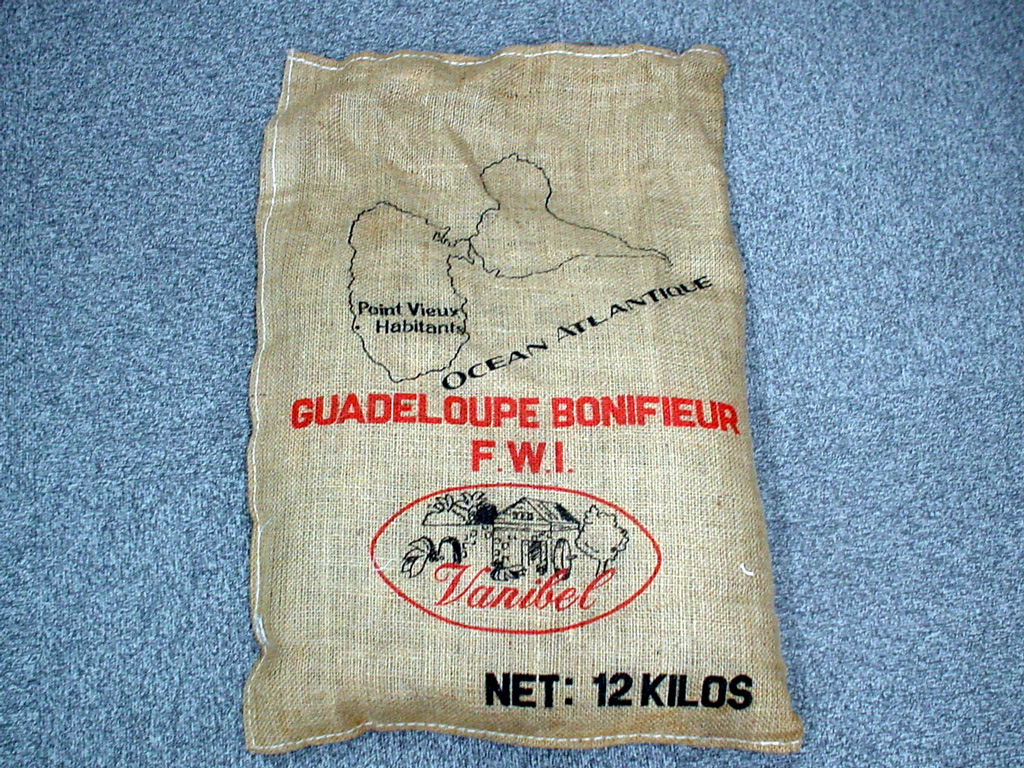 Point Vieux
Habitants
OCEAN ATLANTIQUE
GUADELOUPE BONIFIEUR
F.W.I.
Vanibel
NET: 12 KILOS